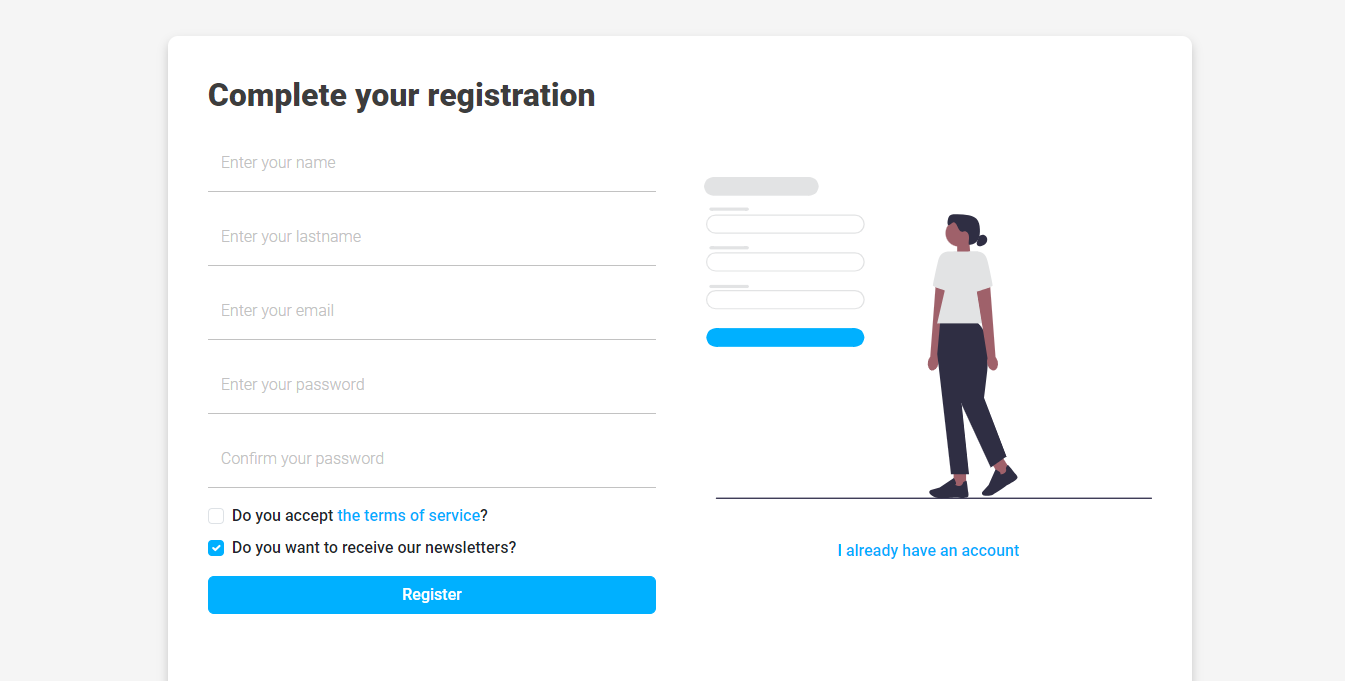 Complete your registration
Enter your name
Enter your lastname
Enter your email
Enter your password
Confirm your password
Do you accept the terms of service?
Do you want to receive our newsletters?
Register
I already have an account